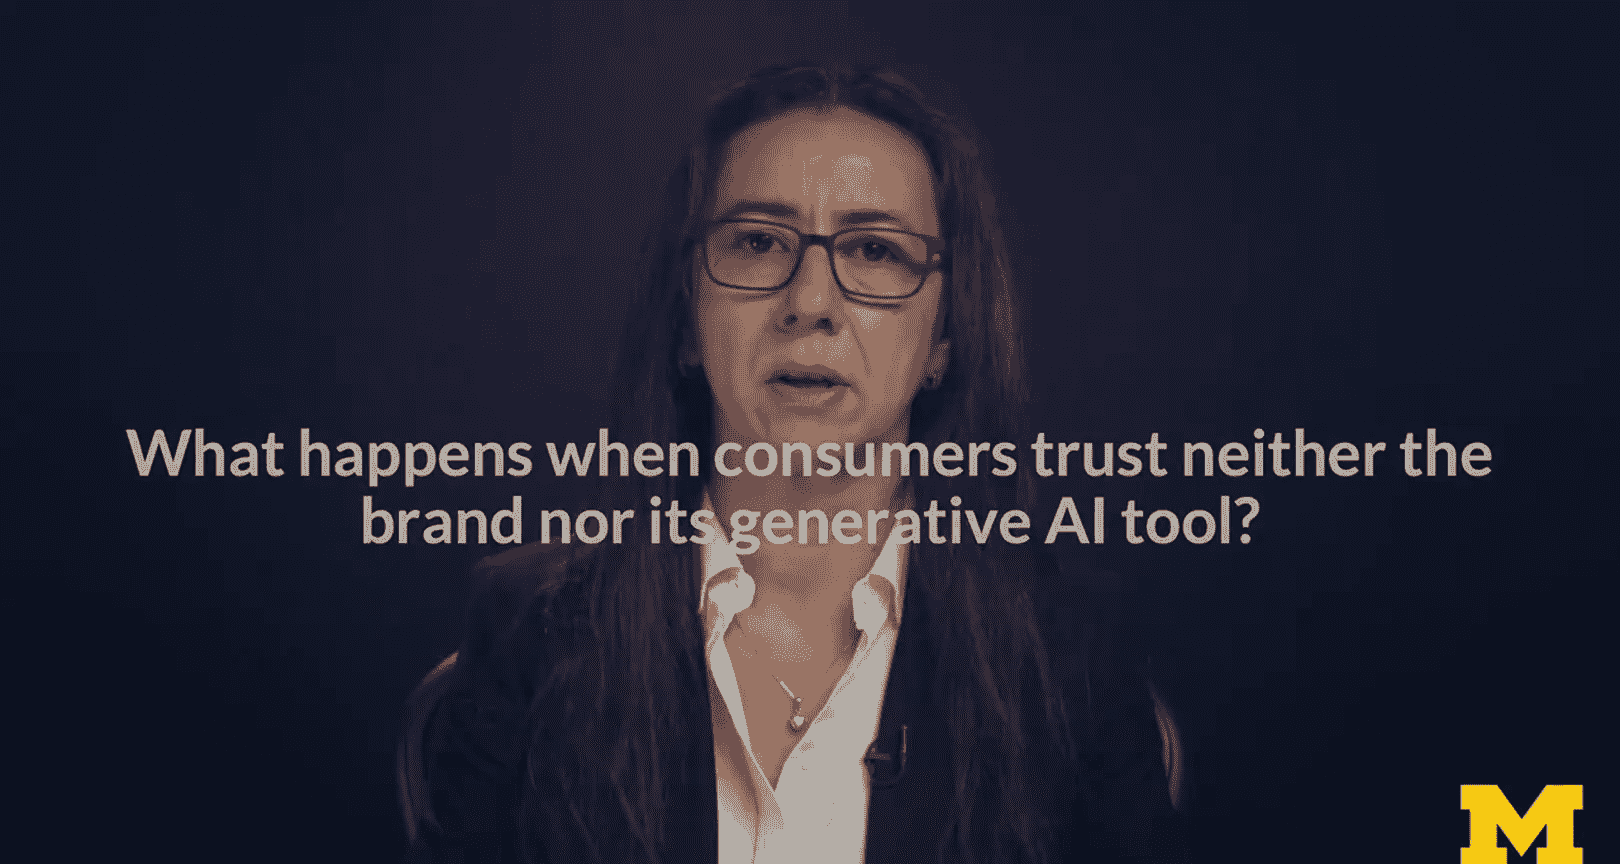 What happens when consumers trust neither the
brand nor its generative AI tool?
M